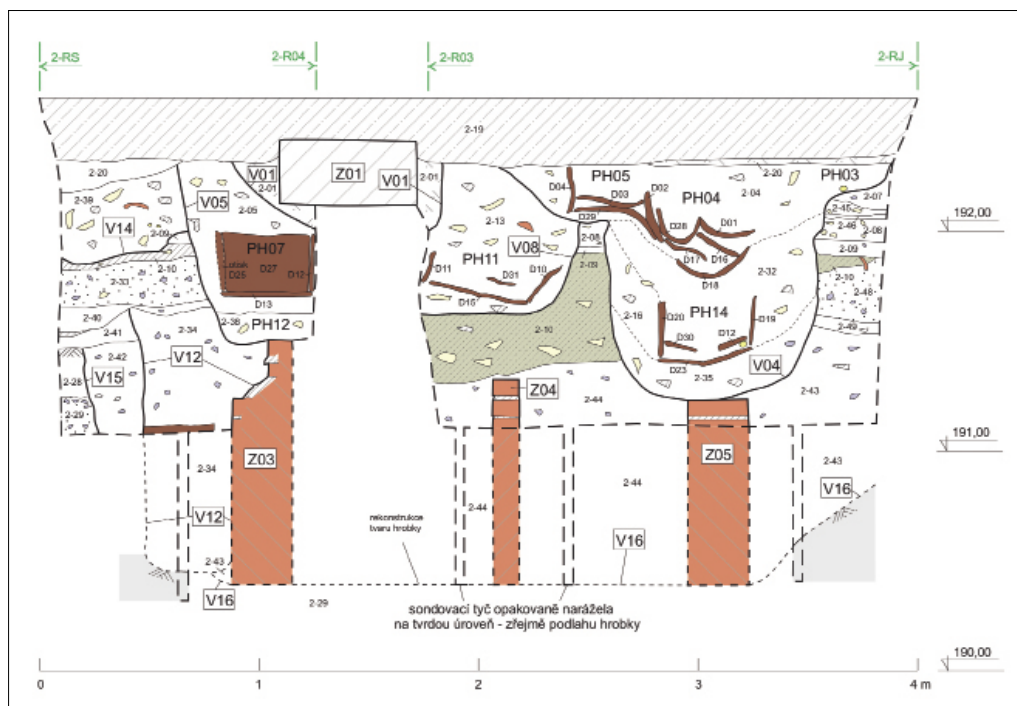 2-RS
2-R04
2-R03
2-RJ
2-19
2-20
V01
2-01
Z01
V01
2-01
PH05
D04
D03
D02
PH04
2-20
2-04
PH03
2-39
V05
2-05
2-07
V14
2-09
2-13
D29
D28
D01
2-46
2-08
192,00
PH07
V08
2-08
2-09
D17
D16
2-09
2-10
D25
D27
D12
D11
PH11
D31
D10
D18
2-32
2-10
2-33
D13
D15
2-48
2-40
2-38
PH12
2-16
D20
PH14
D19
2-49
2-41
2-34
2-10
D30
D12
2-42
V12
D23
V04
2-28
V15
Z04
2-35
2-43
2-29
2-44
191,00
2-34
Z03
Z05
2-43
2-44
2-44
V16
V12
rekonstrukce
tvaru hrobky
V16
2-43
V16
2-29
sondovací tyč opakovaně narážela
na tvrdou úroveň - zřejmě podlahu hrobky
190,00
0
1
2
3
4 m